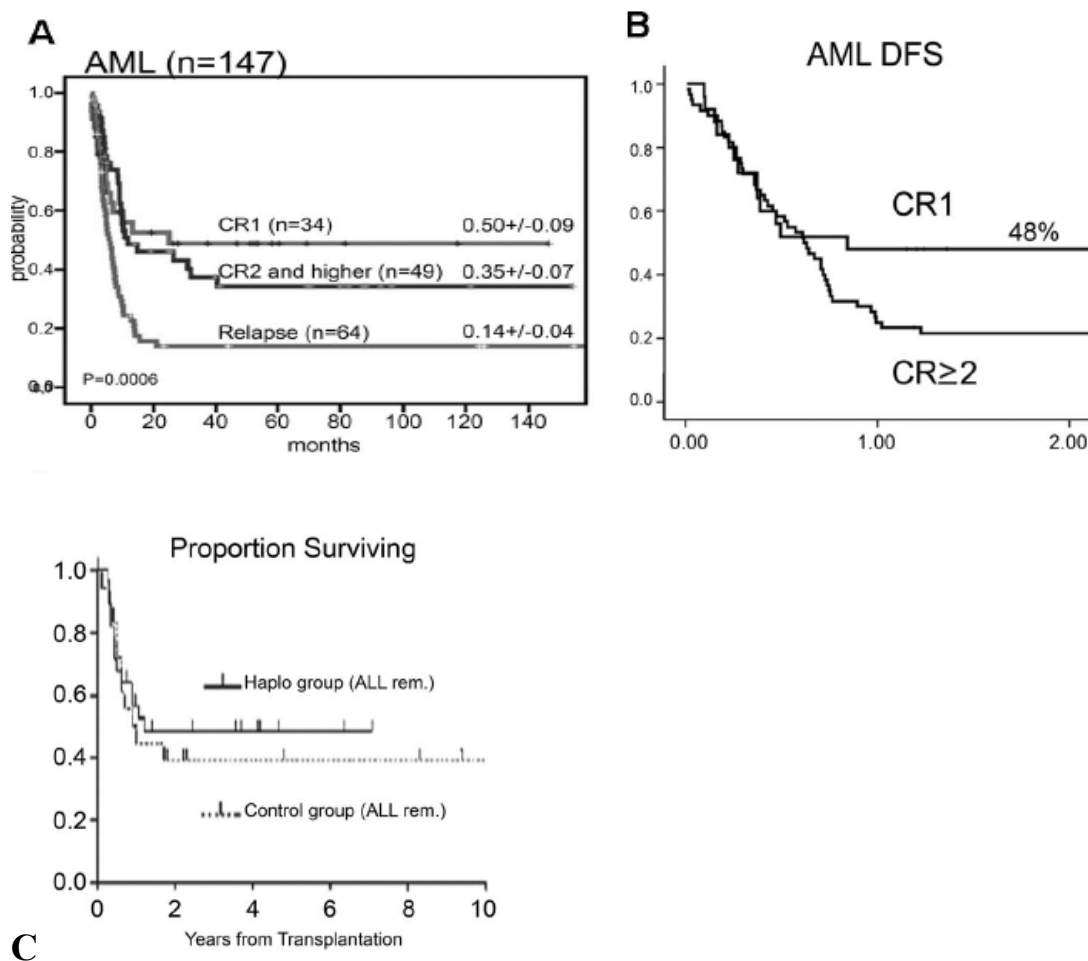 A
AML (n=147)
1.0
0.8
0.6
0.4
0.2
probability
CR1 (n=34) 0.50+/-0.09
CR2 and higher (n=49) 0.35+/-0.07
Relapse (n=64) 0.14+/-0.04
P=0.0006
0 20 40 60 80 100 120 140
months
B
AML DFS
1.0
0.8
0.6
0.4
0.2
0.0
CR1
48%
CR≥2
0.00 1.00 2.00
Proportion Surviving
1.0
0.8
0.6
0.4
0.2
0.0
Haplo group (ALL rem.)
Control group (ALL rem.)
0 2 4 6 8 10
Years from Transplantation
C